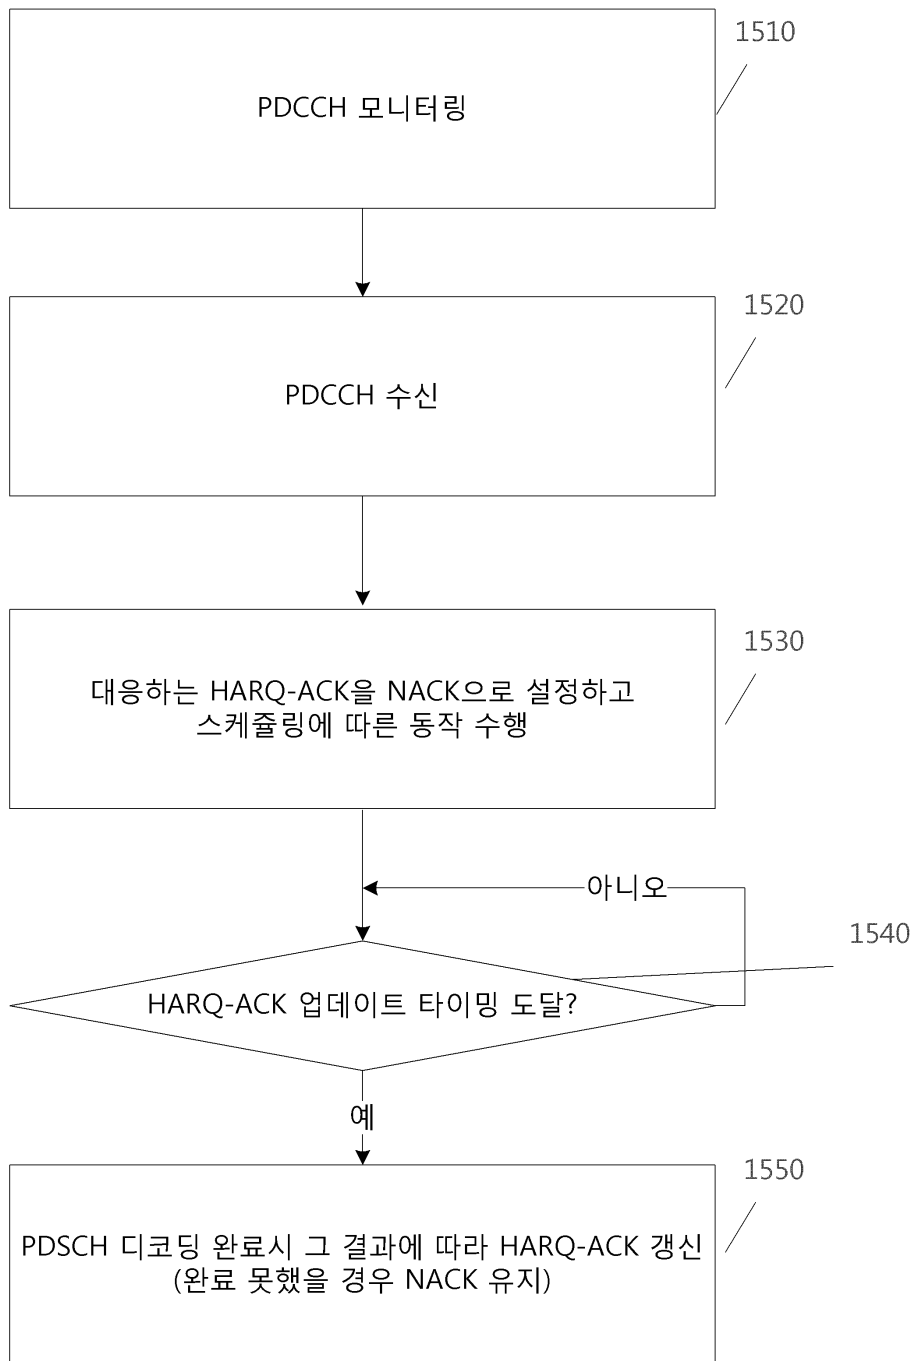 1510
PDCCH 모니터링
1520
PDCCH 수신
1530
대응하는 HARQ-ACK을 NACK으로 설정하고
스케쥴링에 따른 동작 수행
아니오
1540
HARQ-ACK 업데이트 타이밍 도달?
예
1550
PDSCH 디코딩 완료시 그 결과에 따라 HARQ-ACK 갱신
(완료 못했을 경우 NACK 유지)